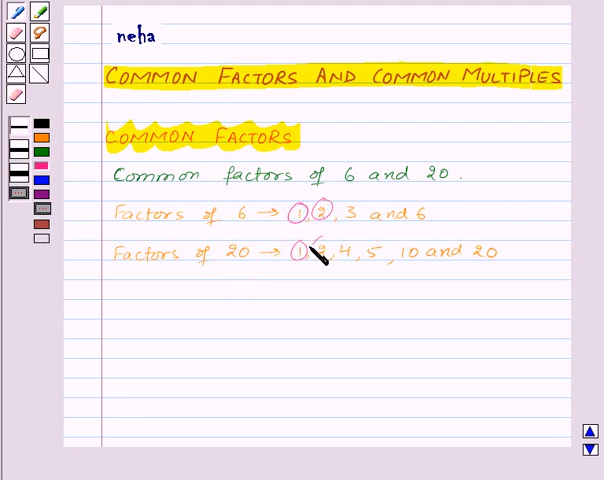 neha
COMMON FACTORS AND COMMON MULTIPLES
COMMON FACTORS
Common factors of 6 and 20.
Factors of 6 → 1, 2, 3 and 6
Factors of 20 → 1, 2, 4, 5, 10 and 20